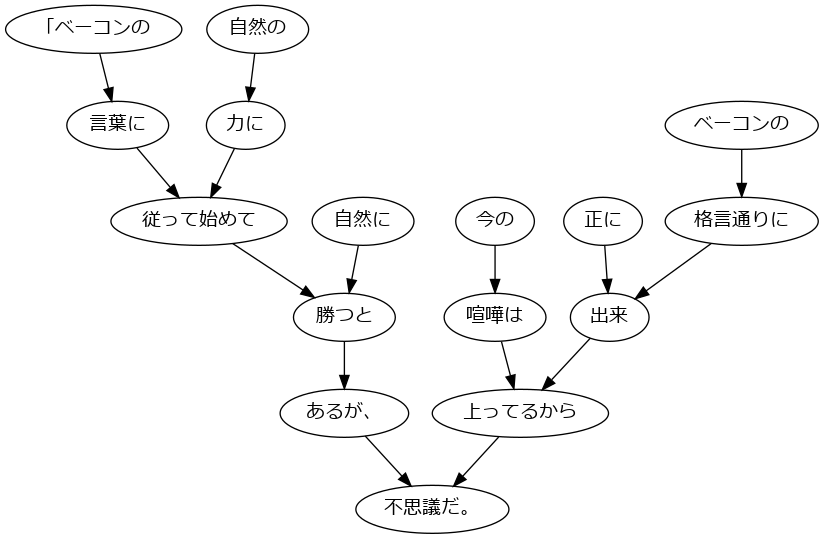 「ベーコンの
自然の
言葉に
力に
ベーコンの
従って始めて
自然に
今の
正に
格言通りに
勝つと
喧嘩は
出来
あるが、
上ってるから
不思議だ。